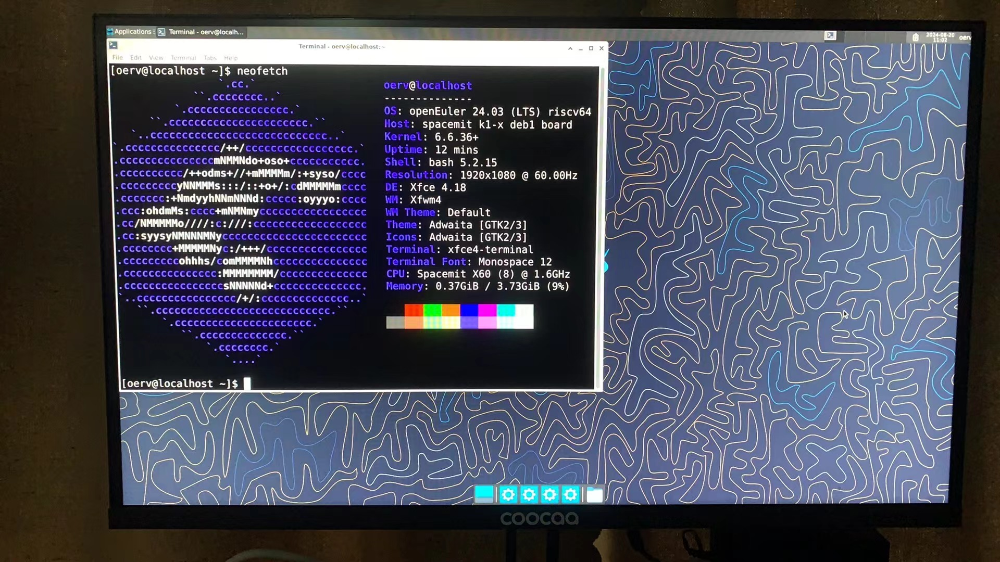 Applications
Terminal - oerv@localh...
2024-08-20
11:02
oerv
Terminal - oerv@localhost:~
File Edit View Terminal Tabs Help
[oerv@localhost ~]$ neofetch
`.cc.`
``.cccccccc..`
`.cccccccccccccccc.`
``.cccccccccccccccccccccc.``
`..cccccccccccccccccccccccccccc..`
`.ccccccccccccccc/++/ccccccccccccccccc.`
.cccccccccccccccmNMMNdo+oso+ccccccccccc.
.cccccccccc/++odms+//+mMMMMm/:+syso/cccc
.cccccccccyNNMMMs:::/::+o+/:cdMMMMMmcccc
.ccccccc:+NmdyyhNNmNNNd:ccccc:oyyyo:cccc
.ccc:ohdmMs:cccc+mNMNmyccccccccccccccccc
.cc/NMMMMMo////:c:///:cccccccccccccccccc
.cc:syysyNMNNNMNyccccccccccccccccccccccc
.cccccccc+MMMMMNyc:/+++/cccccccccccccccc
.cccccccccohhhs/comMMMMNhccccccccccccccc
.ccccccccccccccc:MMMMMMMM/cccccccccccccc
.ccccccccccccccccsNNNNNd+cccccccccccccc.
`..cccccccccccccccc/+/:cccccccccccccc..`
``.cccccccccccccccccccccccccccc.``
`.cccccccccccccccccccccc.`
``.cccccccccccccc.``
`.cccccccc.`
`....`
oerv@localhost
--------------
OS: openEuler 24.03 (LTS) riscv64
Host: spacemit k1-x deb1 board
Kernel: 6.6.36+
Uptime: 12 mins
Shell: bash 5.2.15
Resolution: 1920x1080 @ 60.00Hz
DE: Xfce 4.18
WM: Xfwm4
WM Theme: Default
Theme: Adwaita [GTK2/3]
Icons: Adwaita [GTK2/3]
Terminal: xfce4-terminal
Terminal Font: Monospace 12
CPU: Spacemit X60 (8) @ 1.6GHz
Memory: 0.37GiB / 3.73GiB (9%)
[oerv@localhost ~]$
coocaa